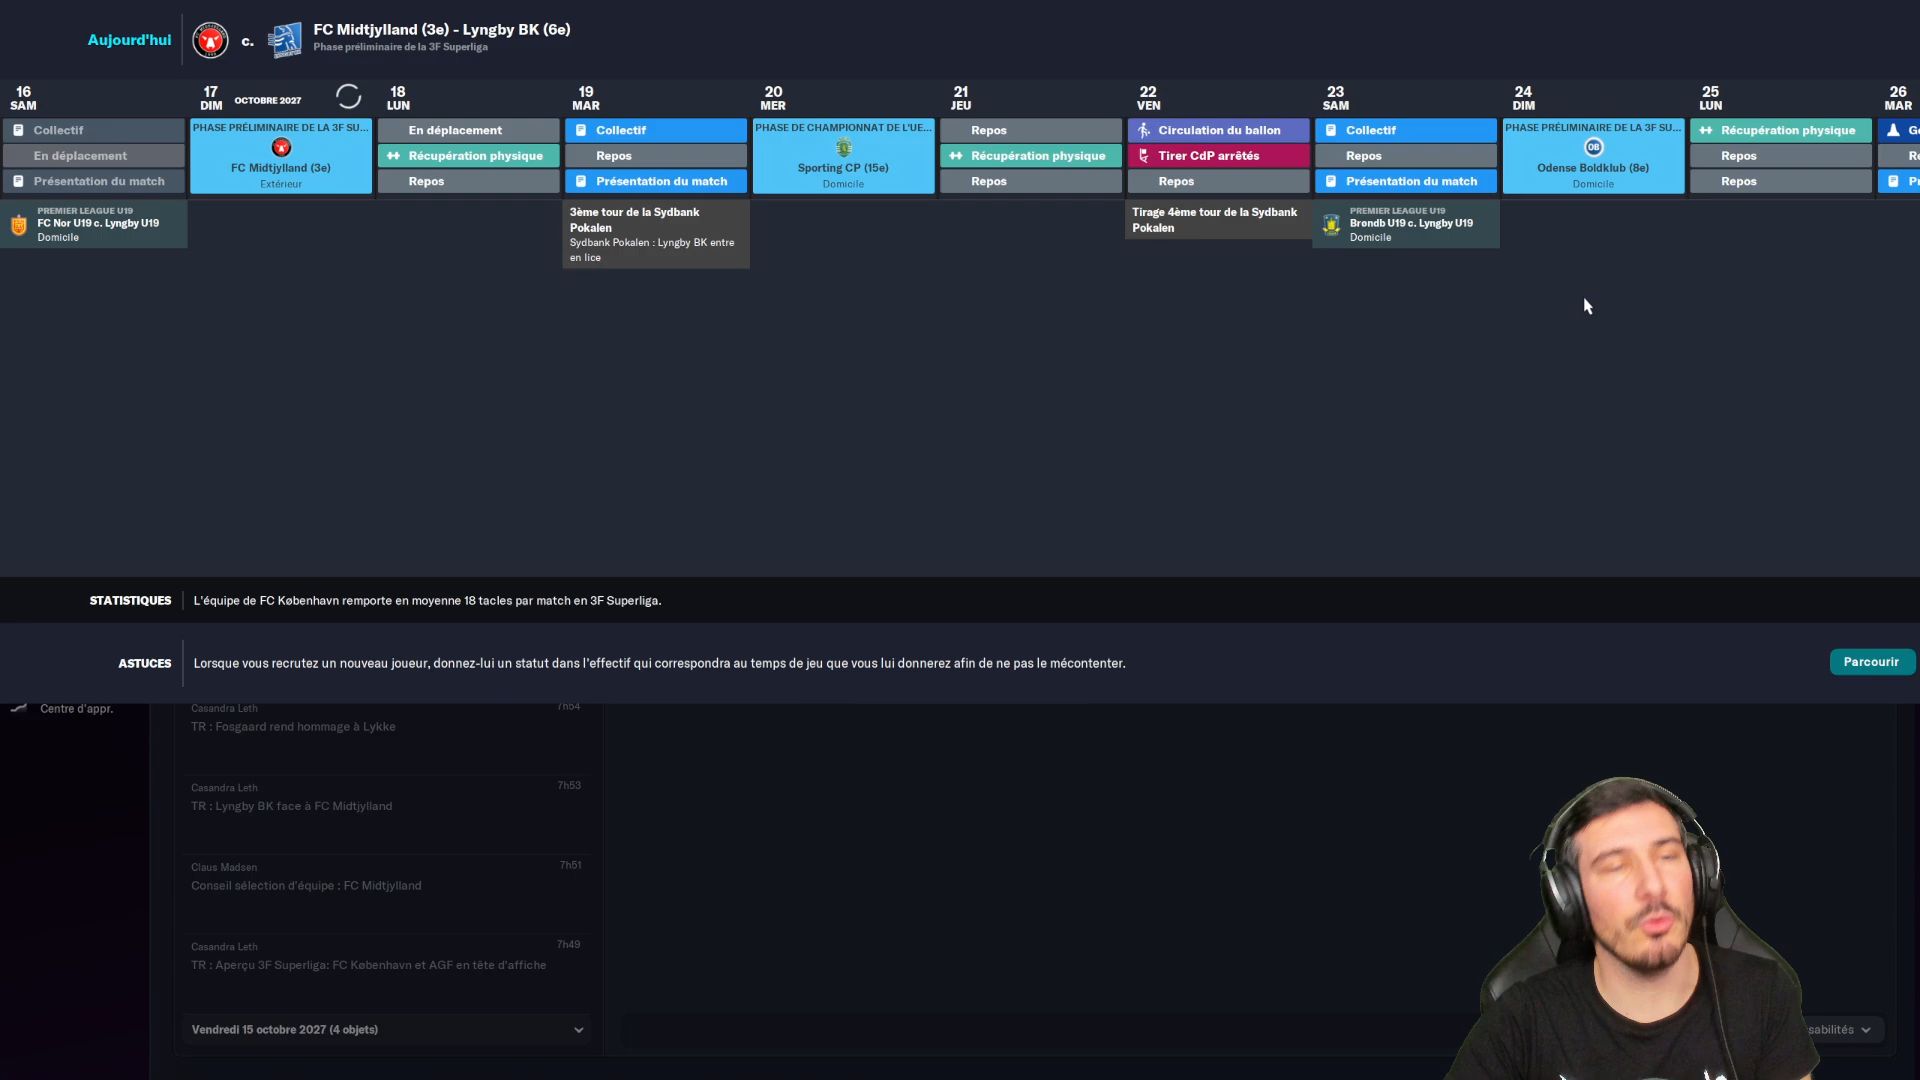 Aujourd'hui
c.
FC Midtjylland (3e) - Lyngby BK (6e)
Phase préliminaire de la 3F Superliga
16
SAM
17
DIM
OCTOBRE 2027
18
LUN
19
MAR
20
MER
21
JEU
22
VEN
23
SAM
24
DIM
25
LUN
26
MAR
Collectif
En déplacement
Présentation du match
PHASE PRÉLIMINAIRE DE LA 3F SU...
FC Midtjylland (3e)
Extérieur
En déplacement
Récupération physique
Repos
Collectif
Repos
Présentation du match
PHASE DE CHAMPIONNAT DE L'UE...
Sporting CP (15e)
Domicile
Repos
Récupération physique
Repos
Circulation du ballon
Tirer CdP arrêtés
Repos
Collectif
Repos
Présentation du match
PHASE PRÉLIMINAIRE DE LA 3F SU...
OB
Odense Boldklub (8e)
Domicile
Récupération physique
Repos
Repos
PREMIER LEAGUE U19
FC Nor U19 c. Lyngby U19
Domicile
3ème tour de la Sydbank
Pokalen
Sydbank Pokalen : Lyngby BK entre
en lice
Tirage 4ème tour de la Sydbank
Pokalen
PREMIER LEAGUE U19
Brøndb U19 c. Lyngby U19
Domicile
STATISTIQUES
L'équipe de FC København remporte en moyenne 18 tacles par match en 3F Superliga.
ASTUCES
Lorsque vous recrutez un nouveau joueur, donnez-lui un statut dans l'effectif qui correspondra au temps de jeu que vous lui donnerez afin de ne pas le mécontenter.
Parcourir
Centre d'appr.
Casandra Leth
7h54
TR : Fosgaard rend hommage à Lykke
Casandra Leth
7h53
TR : Lyngby BK face à FC Midtjylland
Claus Madsen
7h51
Conseil sélection d'équipe : FC Midtjylland
Casandra Leth
7h49
TR : Aperçu 3F Superliga: FC København et AGF en tête d'affiche
Vendredi 15 octobre 2027 (4 objets)
sabilités